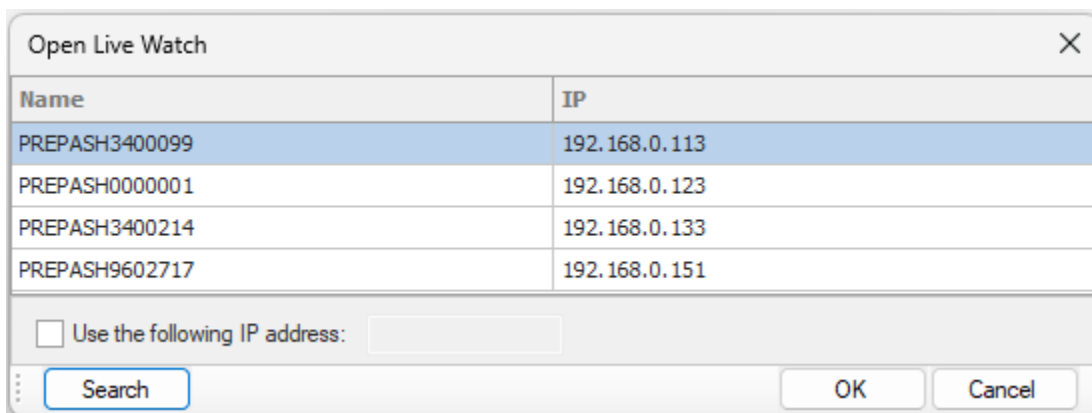 Open Live Watch
Name IP
PREPASH3400099 192.168.0.113
PREPASH0000001 192.168.0.123
PREPASH3400214 192.168.0.133
PREPASH9602717 192.168.0.151
Use the following IP address:
Search OK Cancel